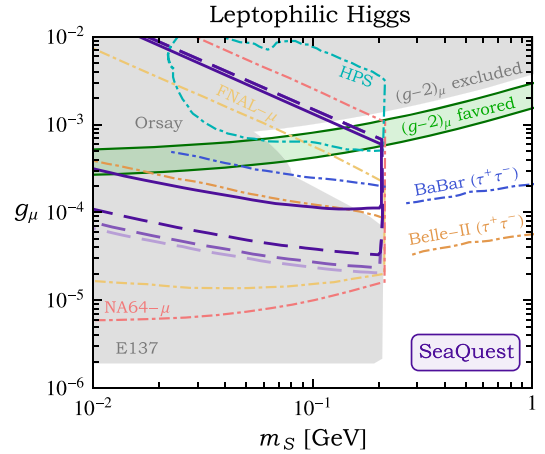 Leptophilic Higgs
10⁻²
10⁻³
10⁻⁴
10⁻⁵
10⁻⁶
g_μ
HPS
(g−2)_μ excluded
FNAL−μ
(g−2)_μ favored
Orsay
BaBar (τ⁺τ⁻)
Belle−II (τ⁺τ⁻)
NA64−μ
E137
SeaQuest
10⁻²
10⁻¹
1
m_S [GeV]